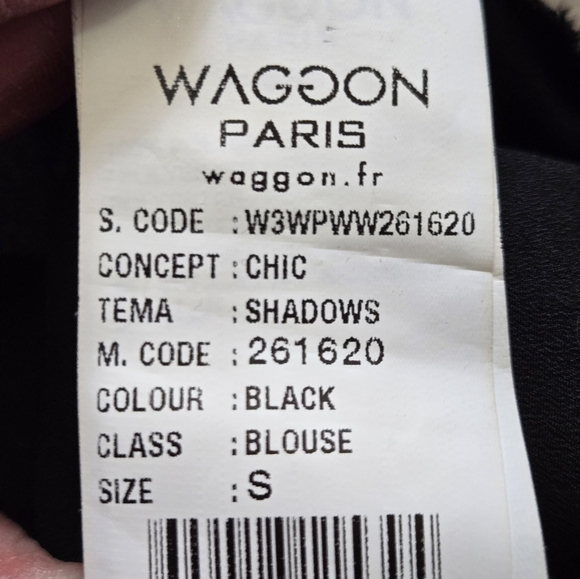 WAGGON
PARIS
waggon.fr
S. CODE : W3WPWW261620
CONCEPT : CHIC
TEMA : SHADOWS
M. CODE : 261620
COLOUR : BLACK
CLASS : BLOUSE
SIZE : S